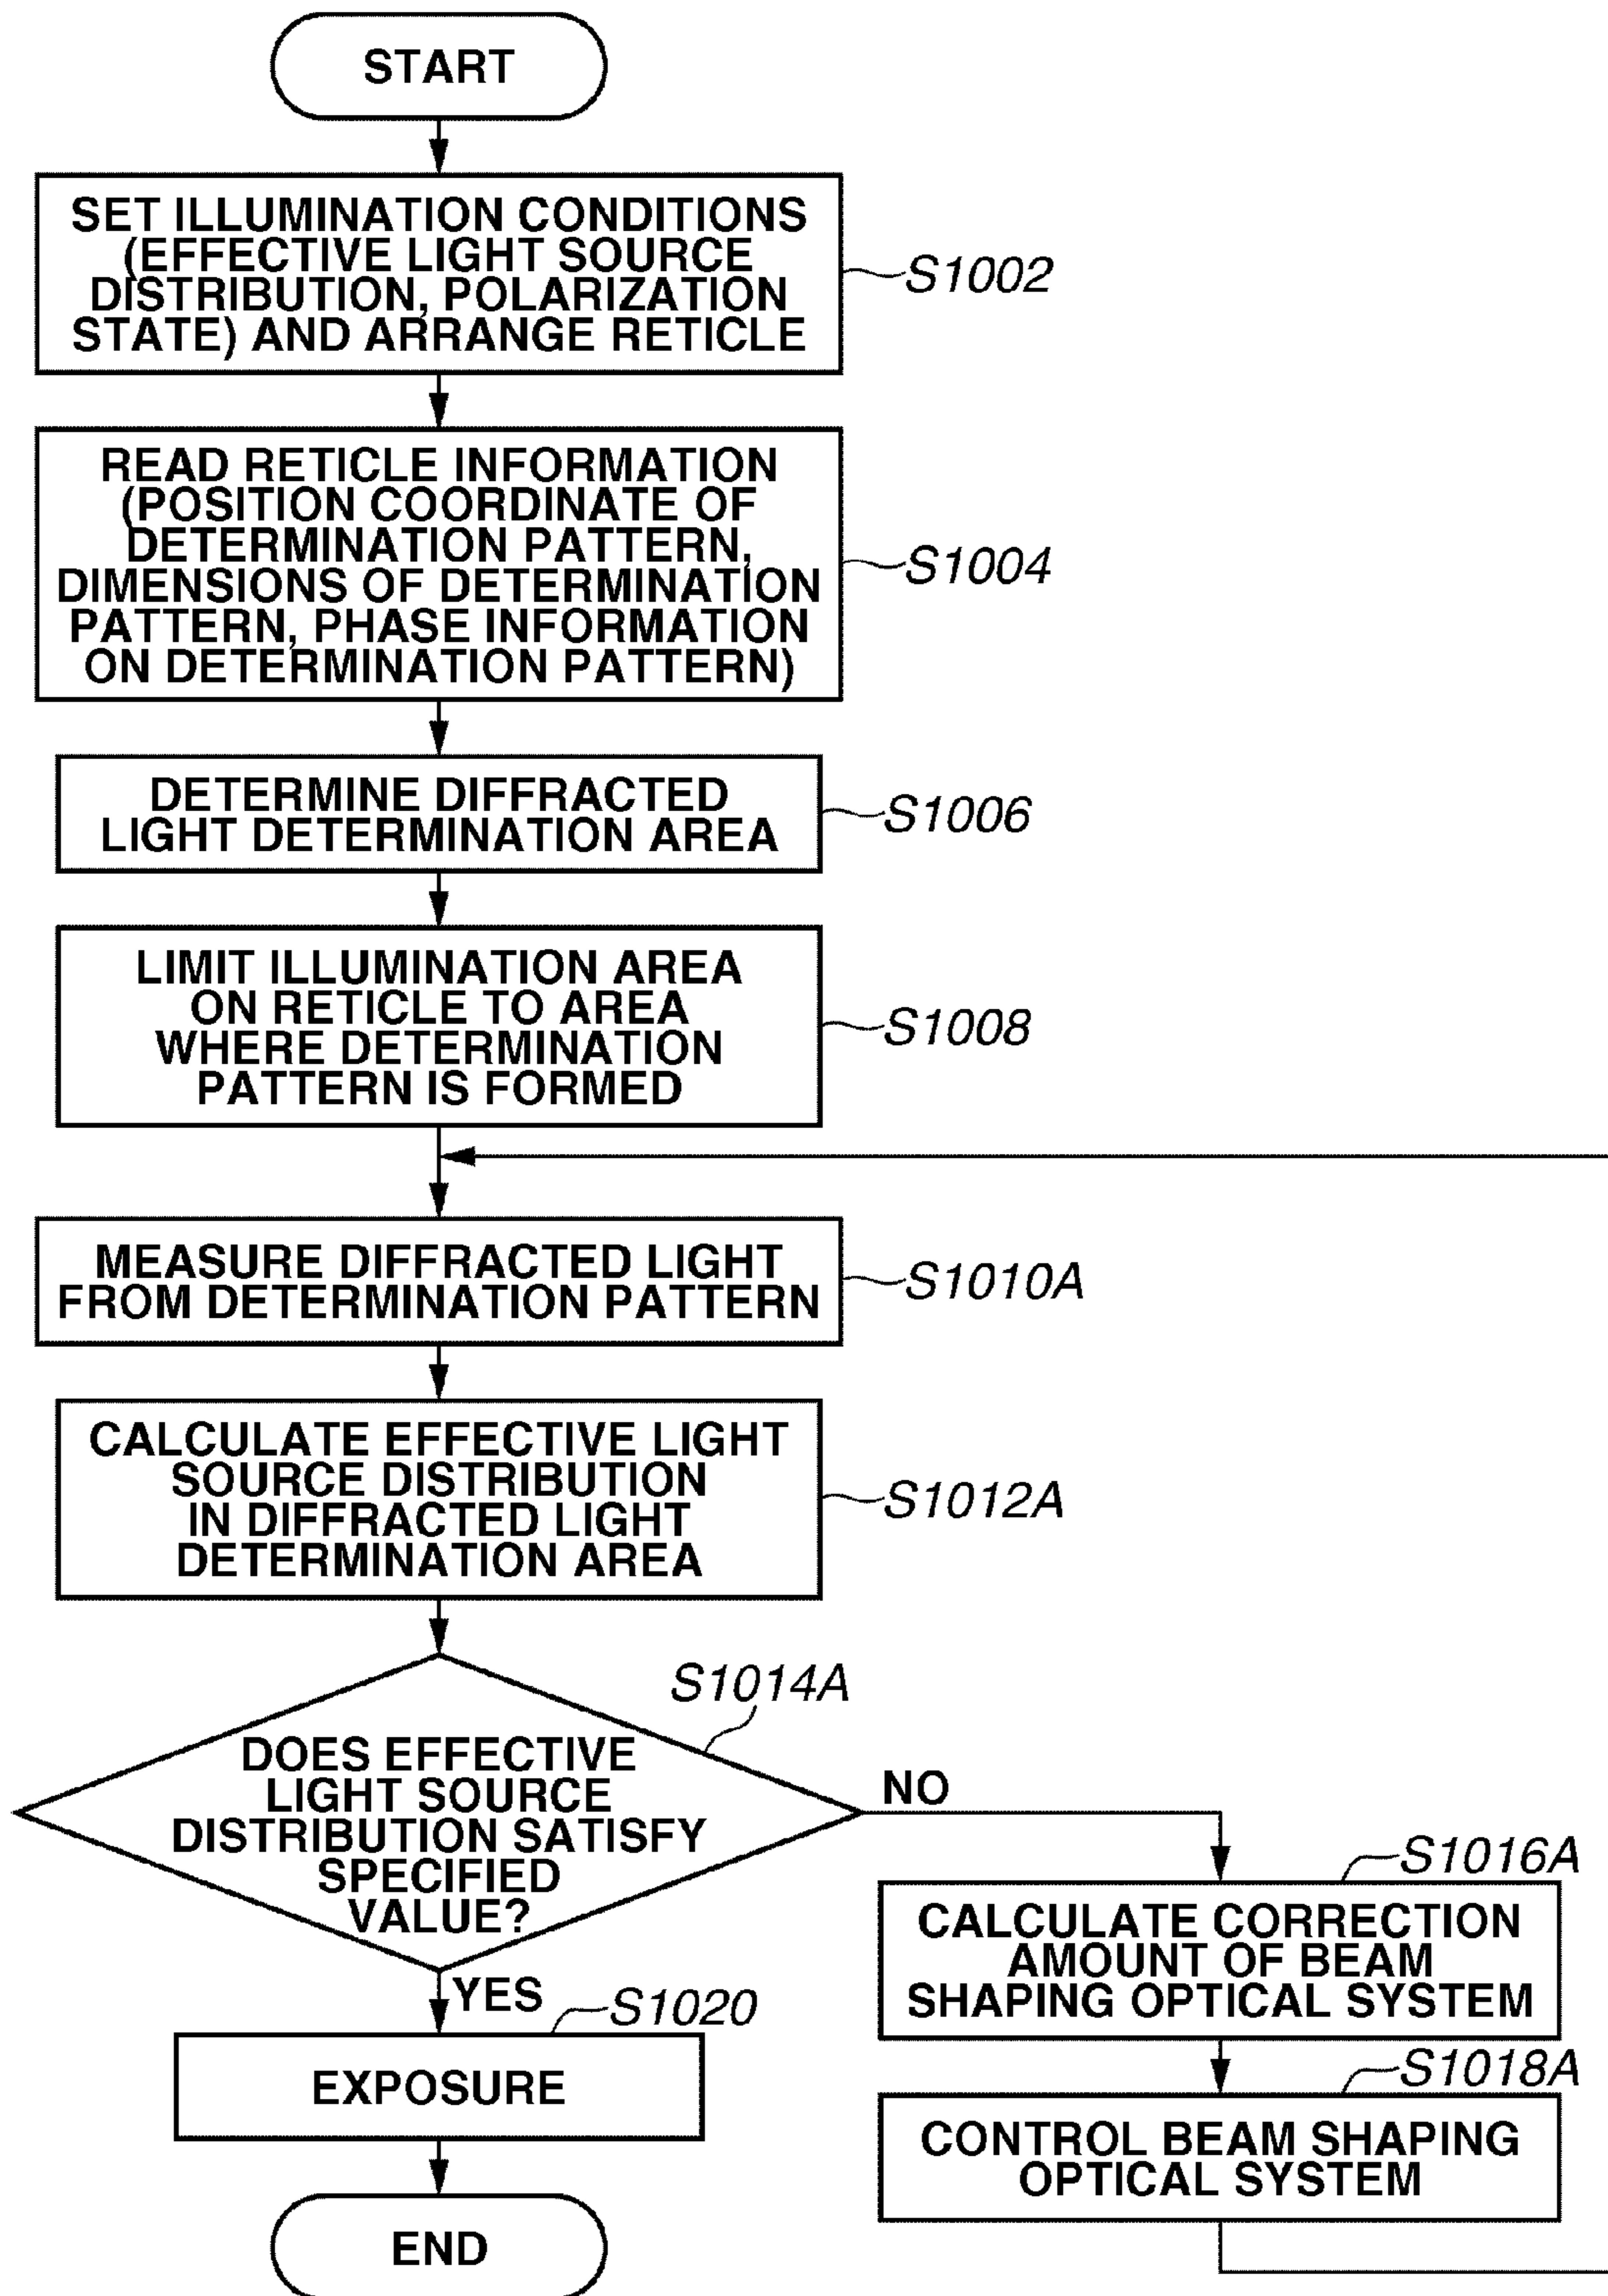 START
SET ILLUMINATION CONDITIONS
(EFFECTIVE LIGHT SOURCE
DISTRIBUTION, POLARIZATION
STATE) AND ARRANGE RETICLE
S1002
READ RETICLE INFORMATION
(POSITION COORDINATE OF
DETERMINATION PATTERN,
DIMENSIONS OF DETERMINATION
PATTERN, PHASE INFORMATION
ON DETERMINATION PATTERN)
S1004
DETERMINE DIFFRACTED
LIGHT DETERMINATION AREA
S1006
LIMIT ILLUMINATION AREA
ON RETICLE TO AREA
WHERE DETERMINATION
PATTERN IS FORMED
S1008
MEASURE DIFFRACTED LIGHT
FROM DETERMINATION PATTERN
S1010A
CALCULATE EFFECTIVE LIGHT
SOURCE DISTRIBUTION
IN DIFFRACTED LIGHT
DETERMINATION AREA
S1012A
S1014A
DOES EFFECTIVE
LIGHT SOURCE
DISTRIBUTION SATISFY
SPECIFIED
VALUE?
NO
S1016A
CALCULATE CORRECTION
AMOUNT OF BEAM
SHAPING OPTICAL SYSTEM
S1018A
CONTROL BEAM SHAPING
OPTICAL SYSTEM
YES
S1020
EXPOSURE
END